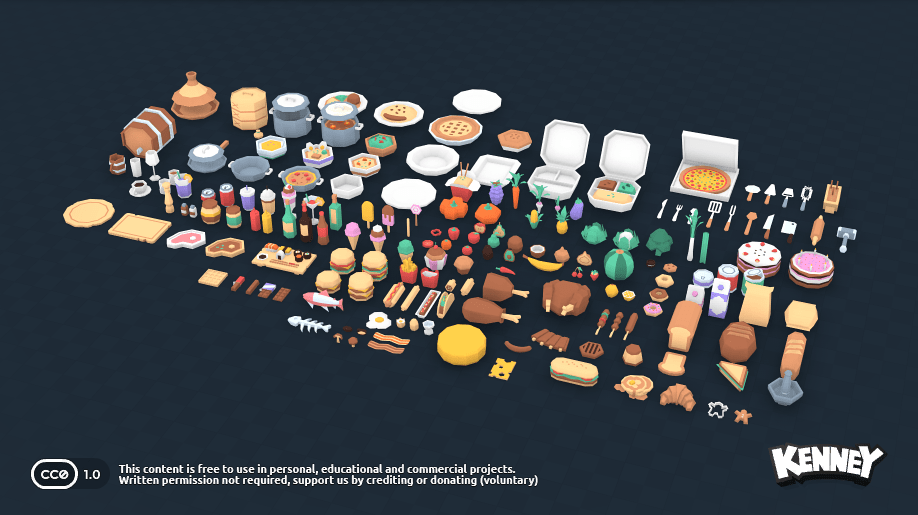 CC0 1.0
This content is free to use in personal, educational and commercial projects.
Written permission not required, support us by crediting or donating (voluntary)
KENNEY